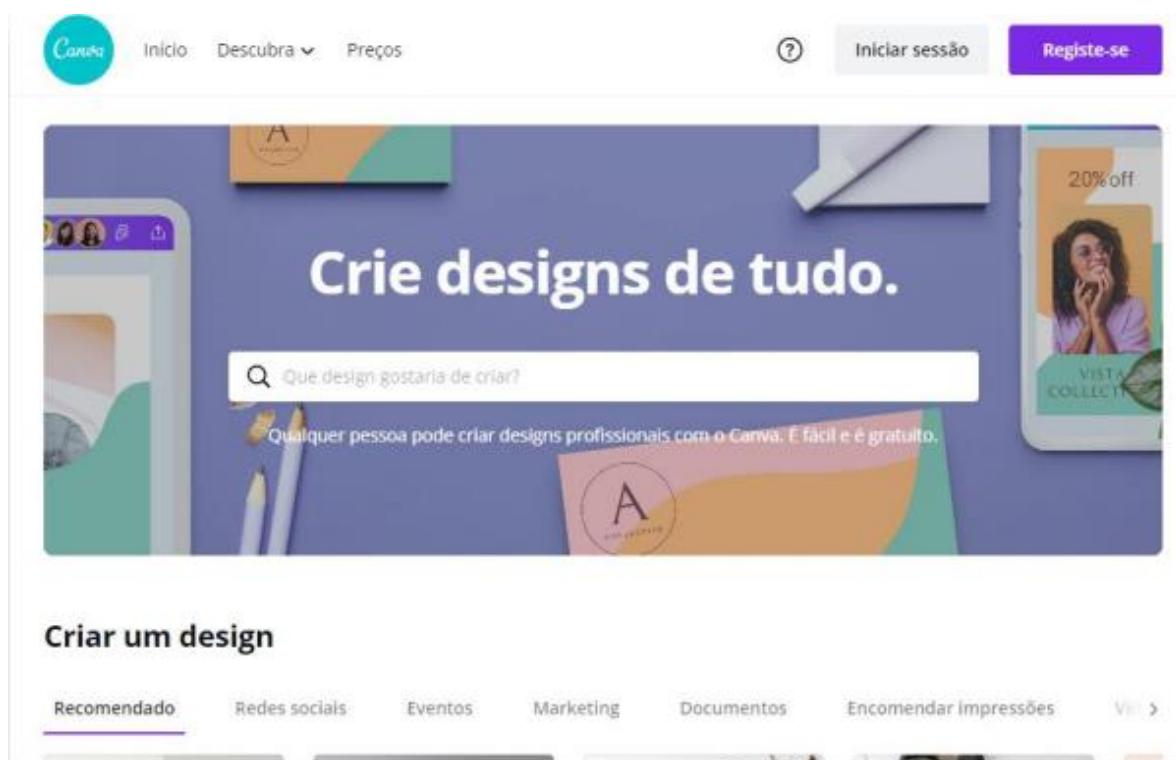 Canva
Início
Descubra
Preços
Iniciar sessão
Registe-se
A
20% off
Crie designs de tudo.
Que design gostaria de criar?
VISTA
Qualquer pessoa pode criar designs profissionais com o Canva. É fácil e é gratuito.
A
Criar um design
Recomendado
Redes sociais
Eventos
Marketing
Documentos
Encomendar impressões